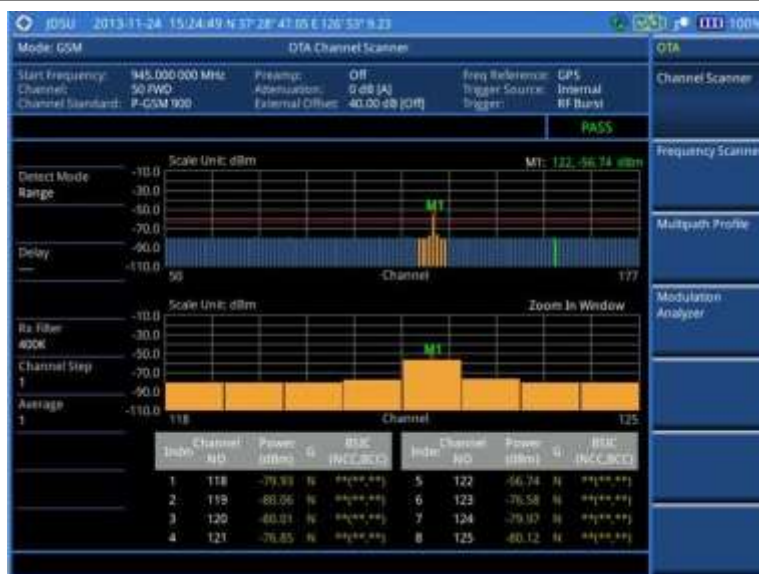 JDSU 2013-11-24 15:24:49 N 37° 28' 47.05 E 126° 53" 9.23 100%
Mode: GSM OTA Channel Scanner OTA
Start Frequency: 945.000 000 MHz Preamp: Off Freq Reference: GPS
Channel: 50 FWD Attenuation: 0 dB [A] Trigger Source: Internal
Channel Standard: P-GSM 900 External Offset: 40.00 dB [Off] Trigger: RF Burst
Channel Scanner
PASS
Frequency Scanner
Scale Unit: dBm M1: 122, -56.74 dBm
Detect Mode
Range
-10.0
-30.0
-50.0
-70.0
-90.0
-110.0
M1
Multipath Profile
Delay
---
50 Channel 177
Modulation
Analyzer
Scale Unit: dBm Zoom In Window
-10.0
-30.0
-50.0
-70.0
-90.0
-110.0
M1
Rx Filter
400K
Channel Step
1
Average
1
118 Channel 125
Index Channel NO Power (dBm) G BSIC (NCC,BCC) Index Channel NO Power (dBm) G BSIC (NCC,BCC)
1 118 -79.93 N **(**,**) 5 122 -56.74 N **(**,**)
2 119 -80.06 N **(**,**) 6 123 -76.58 N **(**,**)
3 120 -80.01 N **(**,**) 7 124 -79.97 N **(**,**)
4 121 -76.85 N **(**,**) 8 125 -80.12 N **(**,**)